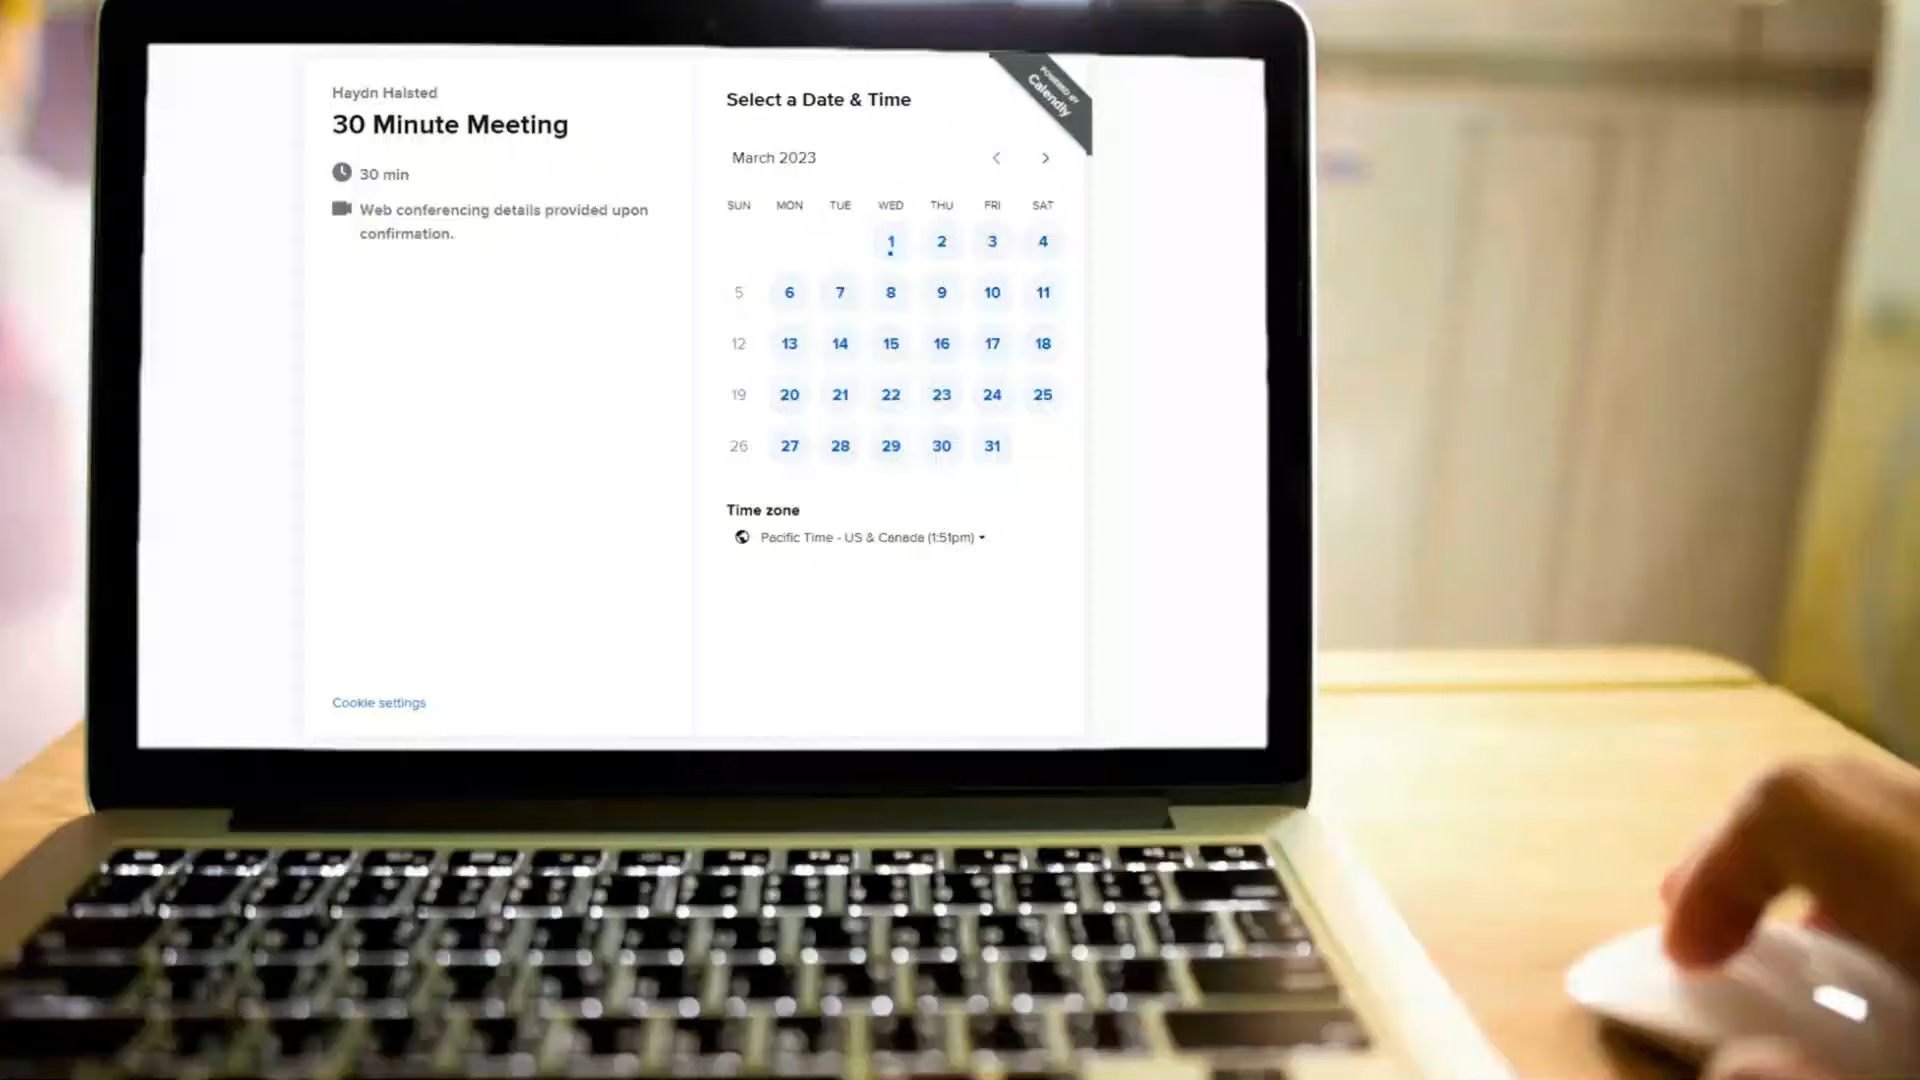 Haydn Halsted
30 Minute Meeting
30 min
Web conferencing details provided upon
confirmation.
Cookie settings
Select a Date & Time
POWERED BY
Calendly
March 2023
SUN MON TUE WED THU FRI SAT
1 2 3 4
5 6 7 8 9 10 11
12 13 14 15 16 17 18
19 20 21 22 23 24 25
26 27 28 29 30 31
Time zone
Pacific Time - US & Canada (1:51pm)